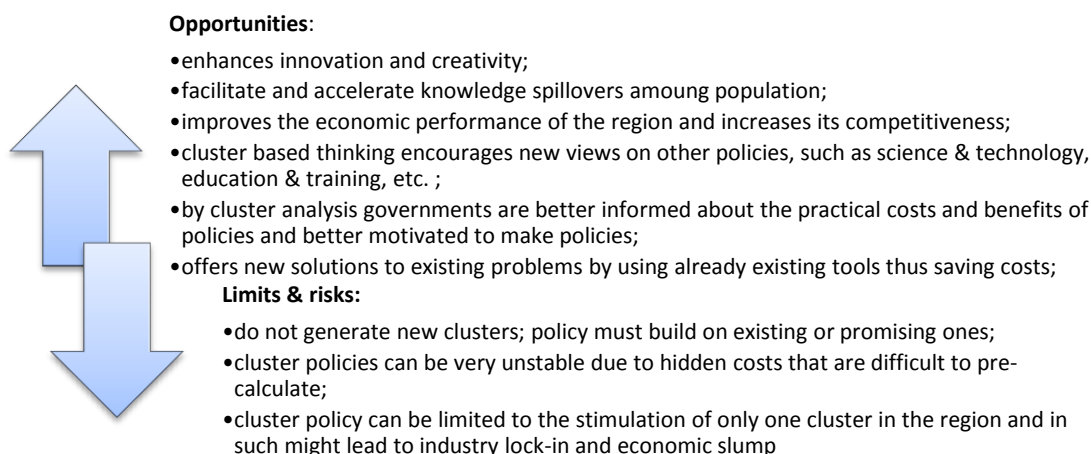 Opportunities:
•enhances innovation and creativity;
•facilitate and accelerate knowledge spillovers amoung population;
•improves the economic performance of the region and increases its competitiveness;
•cluster based thinking encourages new views on other policies, such as science & technology,
education & training, etc. ;
•by cluster analysis governments are better informed about the practical costs and benefits of
policies and better motivated to make policies;
•offers new solutions to existing problems by using already existing tools thus saving costs;
Limits & risks:
•do not generate new clusters; policy must build on existing or promising ones;
•cluster policies can be very unstable due to hidden costs that are difficult to pre-
calculate;
•cluster policy can be limited to the stimulation of only one cluster in the region and in
such might lead to industry lock-in and economic slump